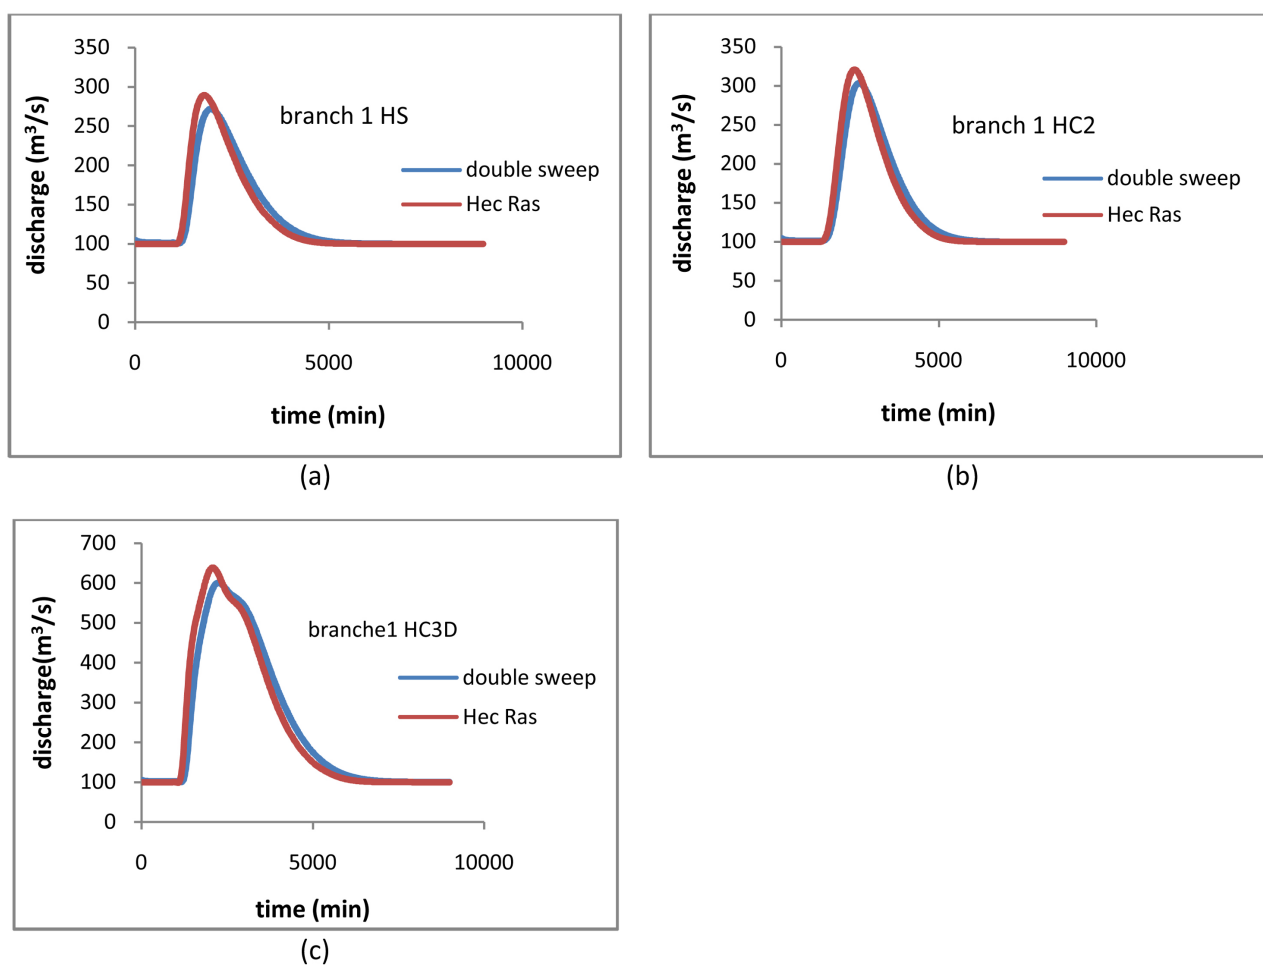 350
300
250
200
150
100
50
0
discharge (m³/s)
branch 1 HS
double sweep
Hec Ras
0 5000 10000
time (min)
(a)
350
300
250
200
150
100
50
0
discharge (m³/s)
branch 1 HC2
double sweep
Hec Ras
0 5000 10000
time (min)
(b)
700
600
500
400
300
200
100
0
discharge(m³/s)
branche1 HC3D
double sweep
Hec Ras
0 5000 10000
time (min)
(c)